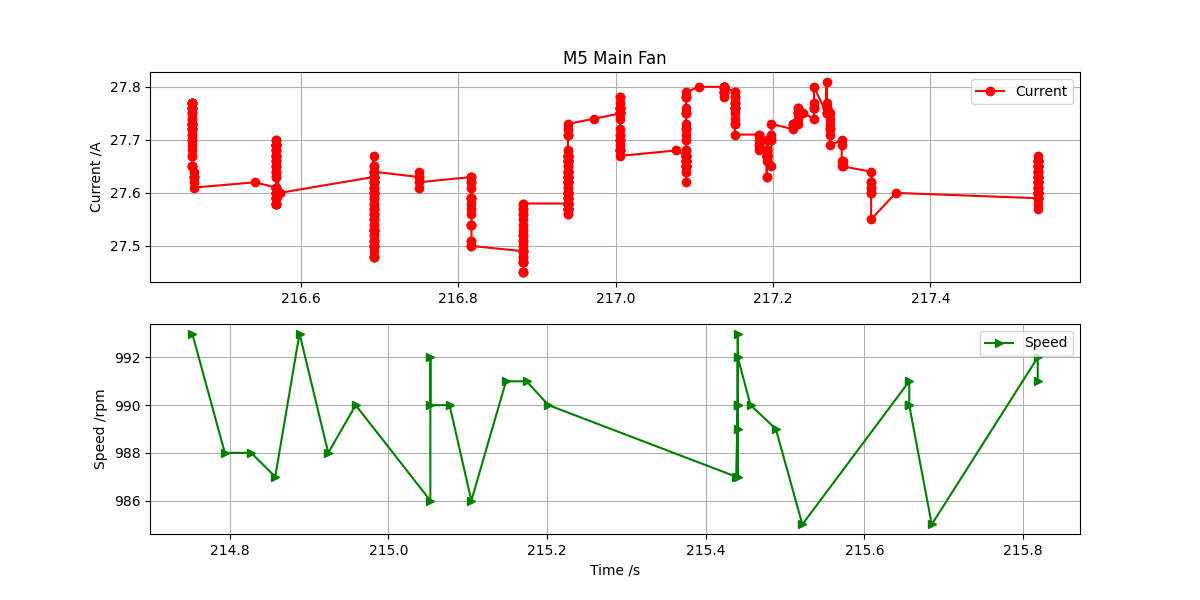 M5 Main Fan
Current /A
27.8
27.7
27.6
27.5
Current
216.6 216.8 217.0 217.2 217.4
Speed /rpm
992
990
988
986
Speed
214.8 215.0 215.2 215.4 215.6 215.8
Time /s